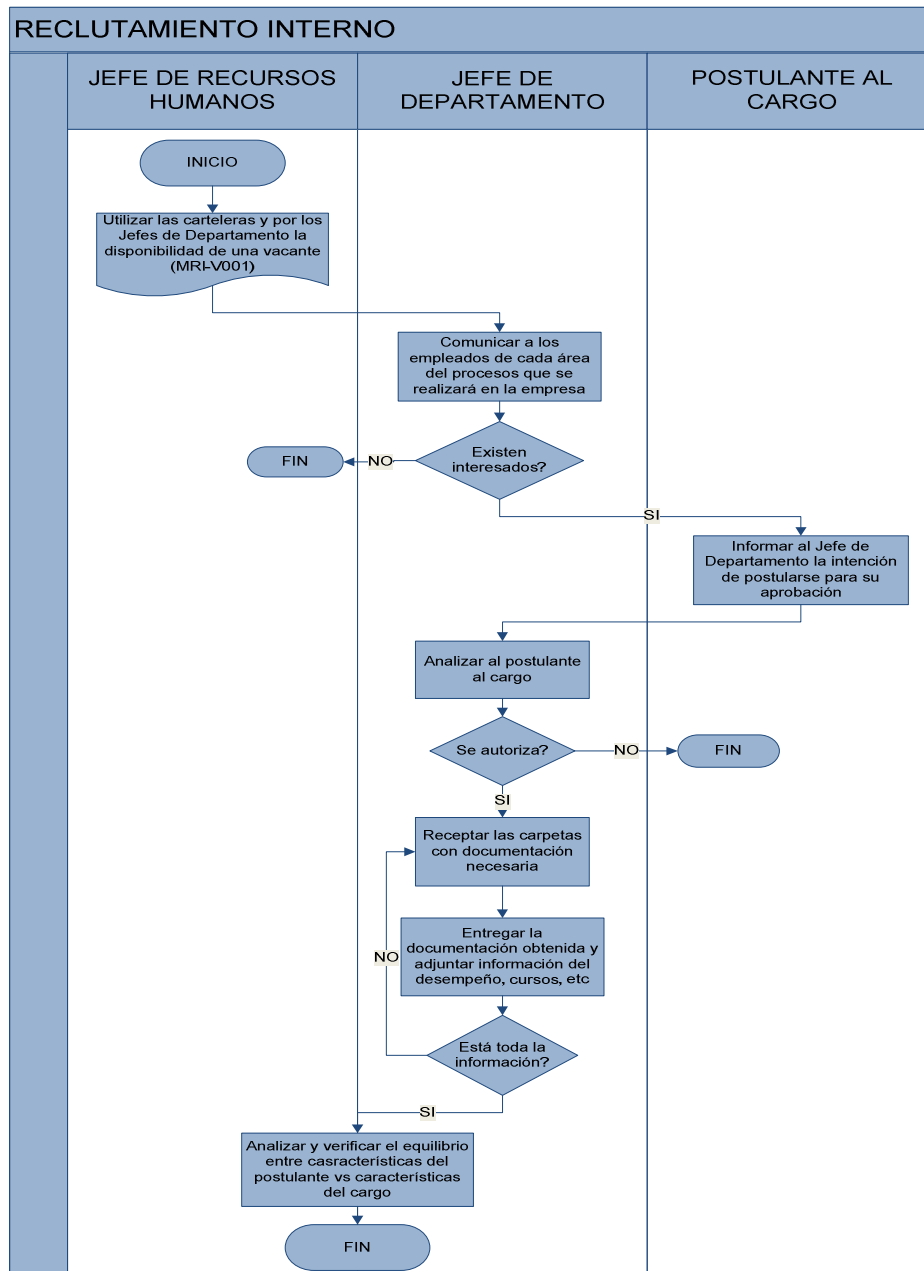 RECLUTAMIENTO INTERNO
JEFE DE RECURSOS
HUMANOS
JEFE DE
DEPARTAMENTO
POSTULANTE AL
CARGO
INICIO
Utilizar las carteleras y por los
Jefes de Departamento la
disponibilidad de una vacante
(MRI-V001)
Comunicar a los
empleados de cada área
del procesos que se
realizará en la empresa
Existen
interesados?
NO
FIN
SI
Informar al Jefe de
Departamento la intención
de postularse para su
aprobación
Analizar al postulante
al cargo
Se autoriza?
NO
FIN
SI
Receptar las carpetas
con documentación
necesaria
Entregar la
documentación obtenida y
adjuntar información del
desempeño, cursos, etc
NO
Está toda la
información?
SI
Analizar y verificar el equilibrio
entre casracterísticas del
postulante vs características
del cargo
FIN